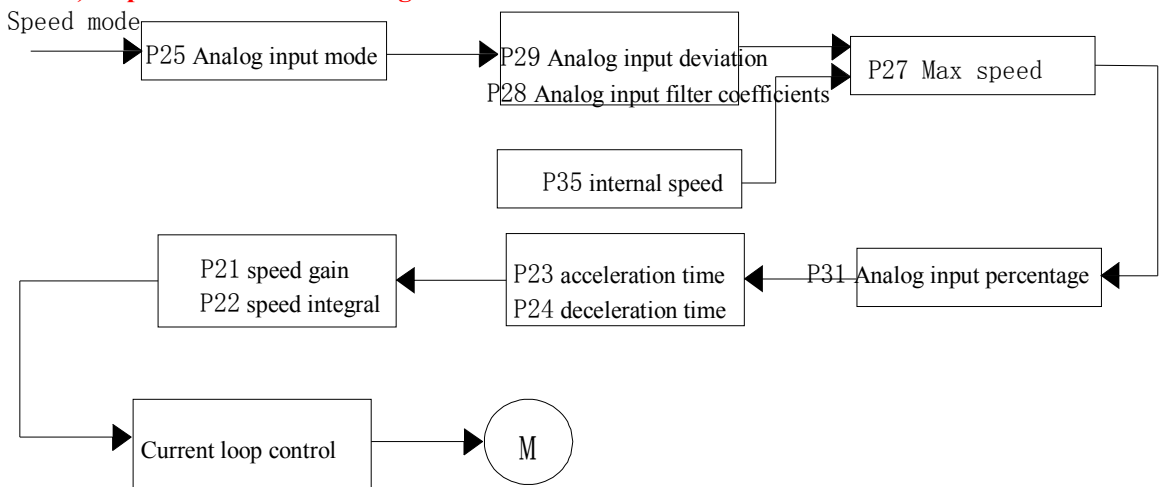 Speed mode
P25 Analog input mode
P29 Analog input deviation
P28 Analog input filter coefficients
P27 Max speed
P35 internal speed
P21 speed gain
P22 speed integral
P23 acceleration time
P24 deceleration time
P31 Analog input percentage
Current loop control
M